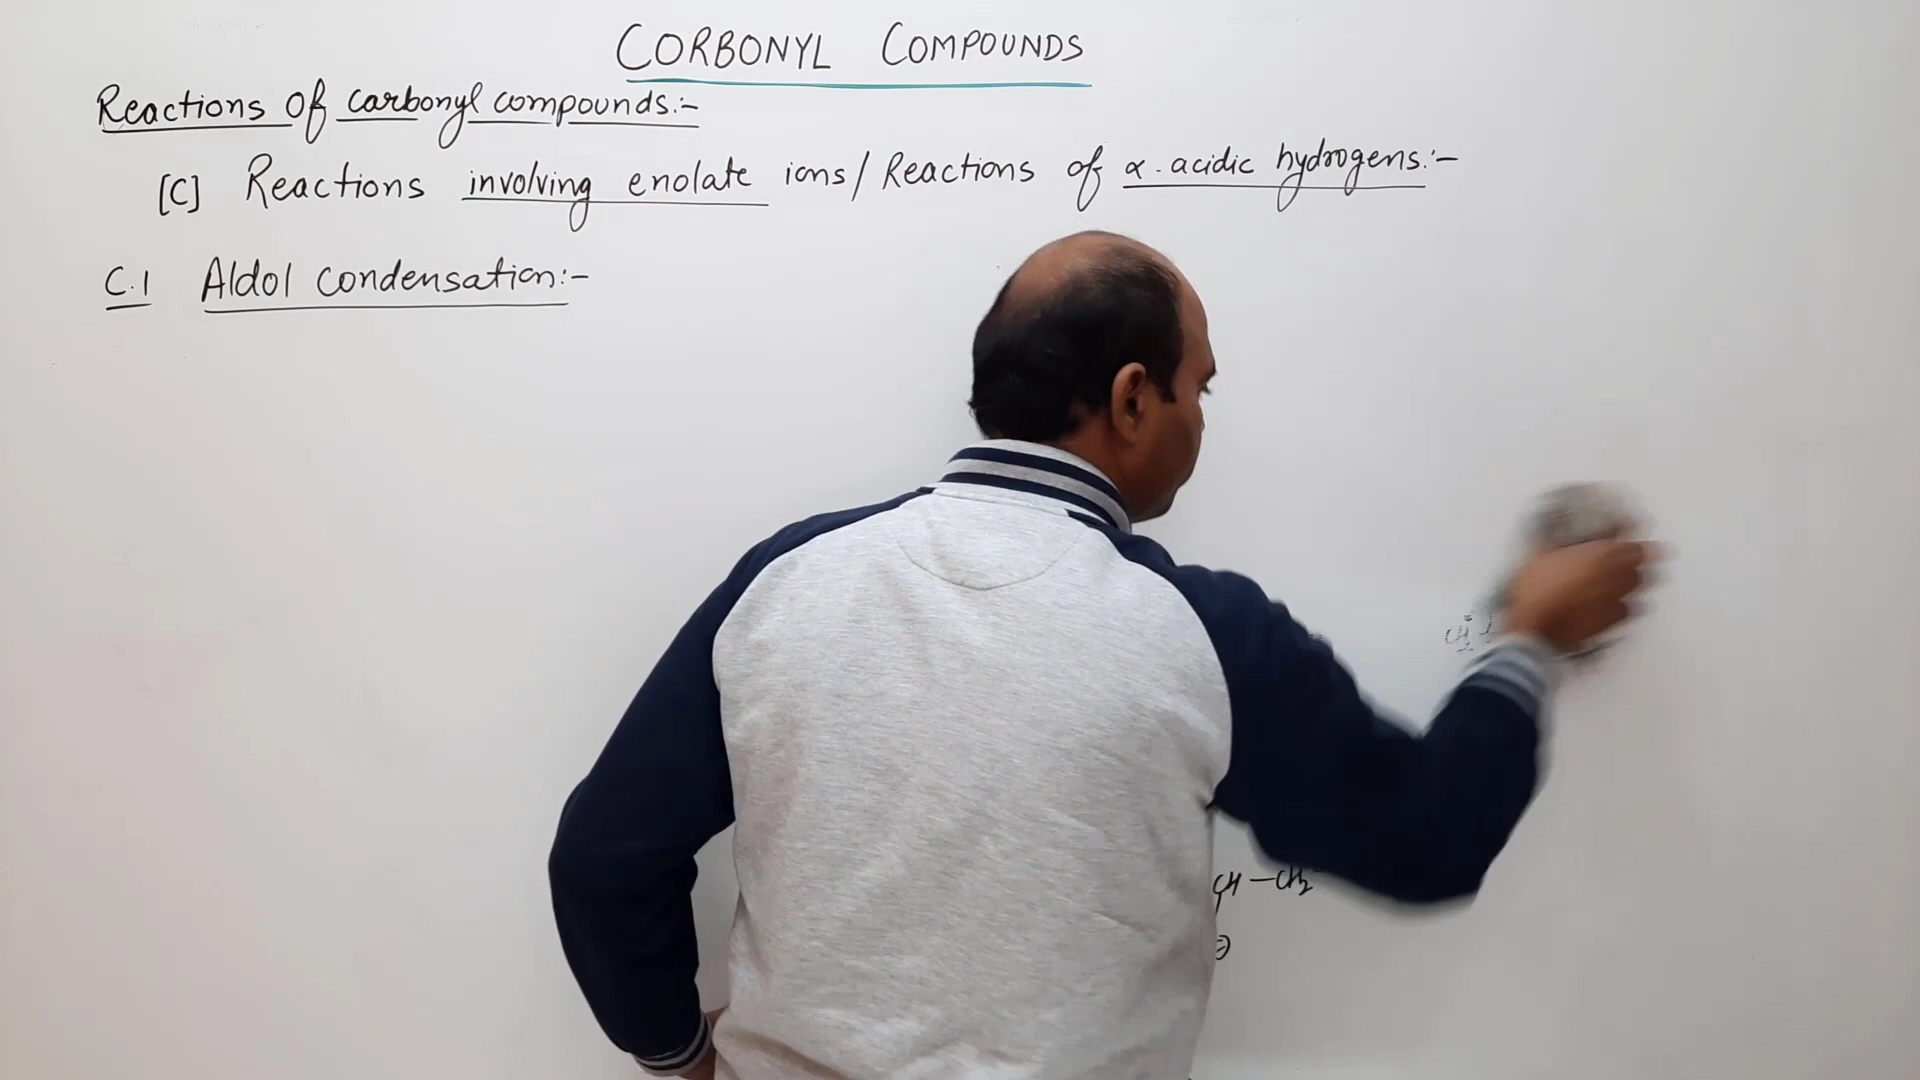 CORBONYL COMPOUNDS
Reactions Of carbonyl compounds:-
[C] Reactions involving enolate ions/Reactions of α-acidic hydrogens:-
C.1 Aldol condensation:-
CH-CH2